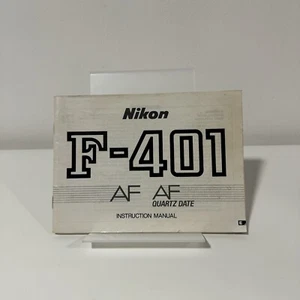 Nikon
F-401
AF AF
QUARTZ DATE
INSTRUCTION MANUAL